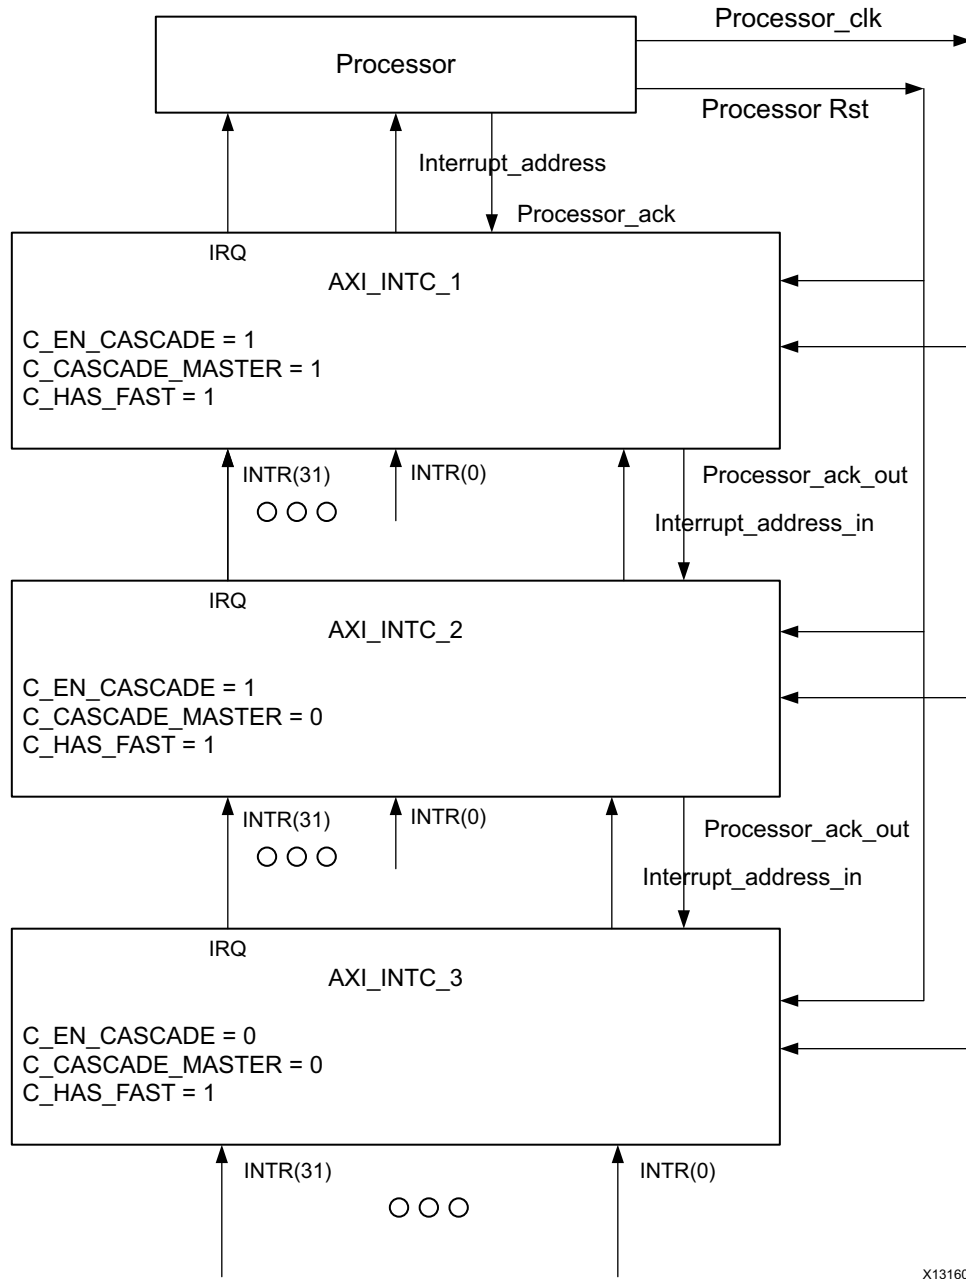 Processor_clk
Processor
Processor Rst
Interrupt_address
Processor_ack
IRQ
AXI_INTC_1
C_EN_CASCADE = 1
C_CASCADE_MASTER = 1
C_HAS_FAST = 1
INTR(31)
INTR(0)
Processor_ack_out
Interrupt_address_in
IRQ
AXI_INTC_2
C_EN_CASCADE = 1
C_CASCADE_MASTER = 0
C_HAS_FAST = 1
INTR(31)
INTR(0)
Processor_ack_out
Interrupt_address_in
IRQ
AXI_INTC_3
C_EN_CASCADE = 0
C_CASCADE_MASTER = 0
C_HAS_FAST = 1
INTR(31)
INTR(0)
X13160